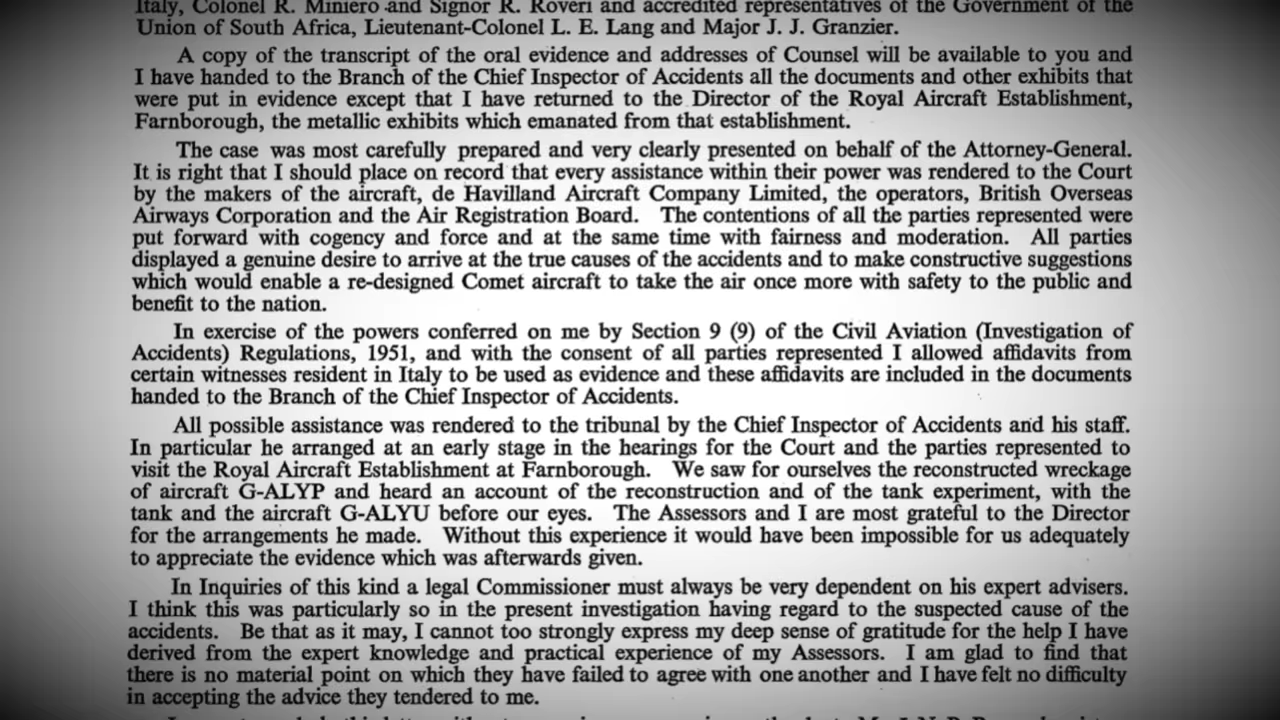 Italy, Colonel R. Miniero and Signor R. Roveri and accredited representatives of the Government of the
Union of South Africa, Lieutenant-Colonel L. E. Lang and Major J. J. Granzier.
A copy of the transcript of the oral evidence and addresses of Counsel will be available to you and
I have handed to the Branch of the Chief Inspector of Accidents all the documents and other exhibits that
were put in evidence except that I have returned to the Director of the Royal Aircraft Establishment,
Farnborough, the metallic exhibits which emanated from that establishment.
The case was most carefully prepared and very clearly presented on behalf of the Attorney-General.
It is right that I should place on record that every assistance within their power was rendered to the Court
by the makers of the aircraft, de Havilland Aircraft Company Limited, the operators, British Overseas
Airways Corporation and the Air Registration Board. The contentions of all the parties represented were
put forward with cogency and force and at the same time with fairness and moderation. All parties
displayed a genuine desire to arrive at the true causes of the accidents and to make constructive suggestions
which would enable a re-designed Comet aircraft to take the air once more with safety to the public and
benefit to the nation.
In exercise of the powers conferred on me by Section 9 (9) of the Civil Aviation (Investigation of
Accidents) Regulations, 1951, and with the consent of all parties represented I allowed affidavits from
certain witnesses resident in Italy to be used as evidence and these affidavits are included in the documents
handed to the Branch of the Chief Inspector of Accidents.
All possible assistance was rendered to the tribunal by the Chief Inspector of Accidents and his staff.
In particular he arranged at an early stage in the hearings for the Court and the parties represented to
visit the Royal Aircraft Establishment at Farnborough. We saw for ourselves the reconstructed wreckage
of aircraft G-ALYP and heard an account of the reconstruction and of the tank experiment, with the
tank and the aircraft G-ALYU before our eyes. The Assessors and I are most grateful to the Director
for the arrangements he made. Without this experience it would have been impossible for us adequately
to appreciate the evidence which was afterwards given.
In Inquiries of this kind a legal Commissioner must always be very dependent on his expert advisers.
I think this was particularly so in the present investigation having regard to the suspected cause of the
accidents. Be that as it may, I cannot too strongly express my deep sense of gratitude for the help I have
derived from the expert knowledge and practical experience of my Assessors. I am glad to find that
there is no material point on which they have failed to agree with one another and I have felt no difficulty
in accepting the advice they tendered to me.